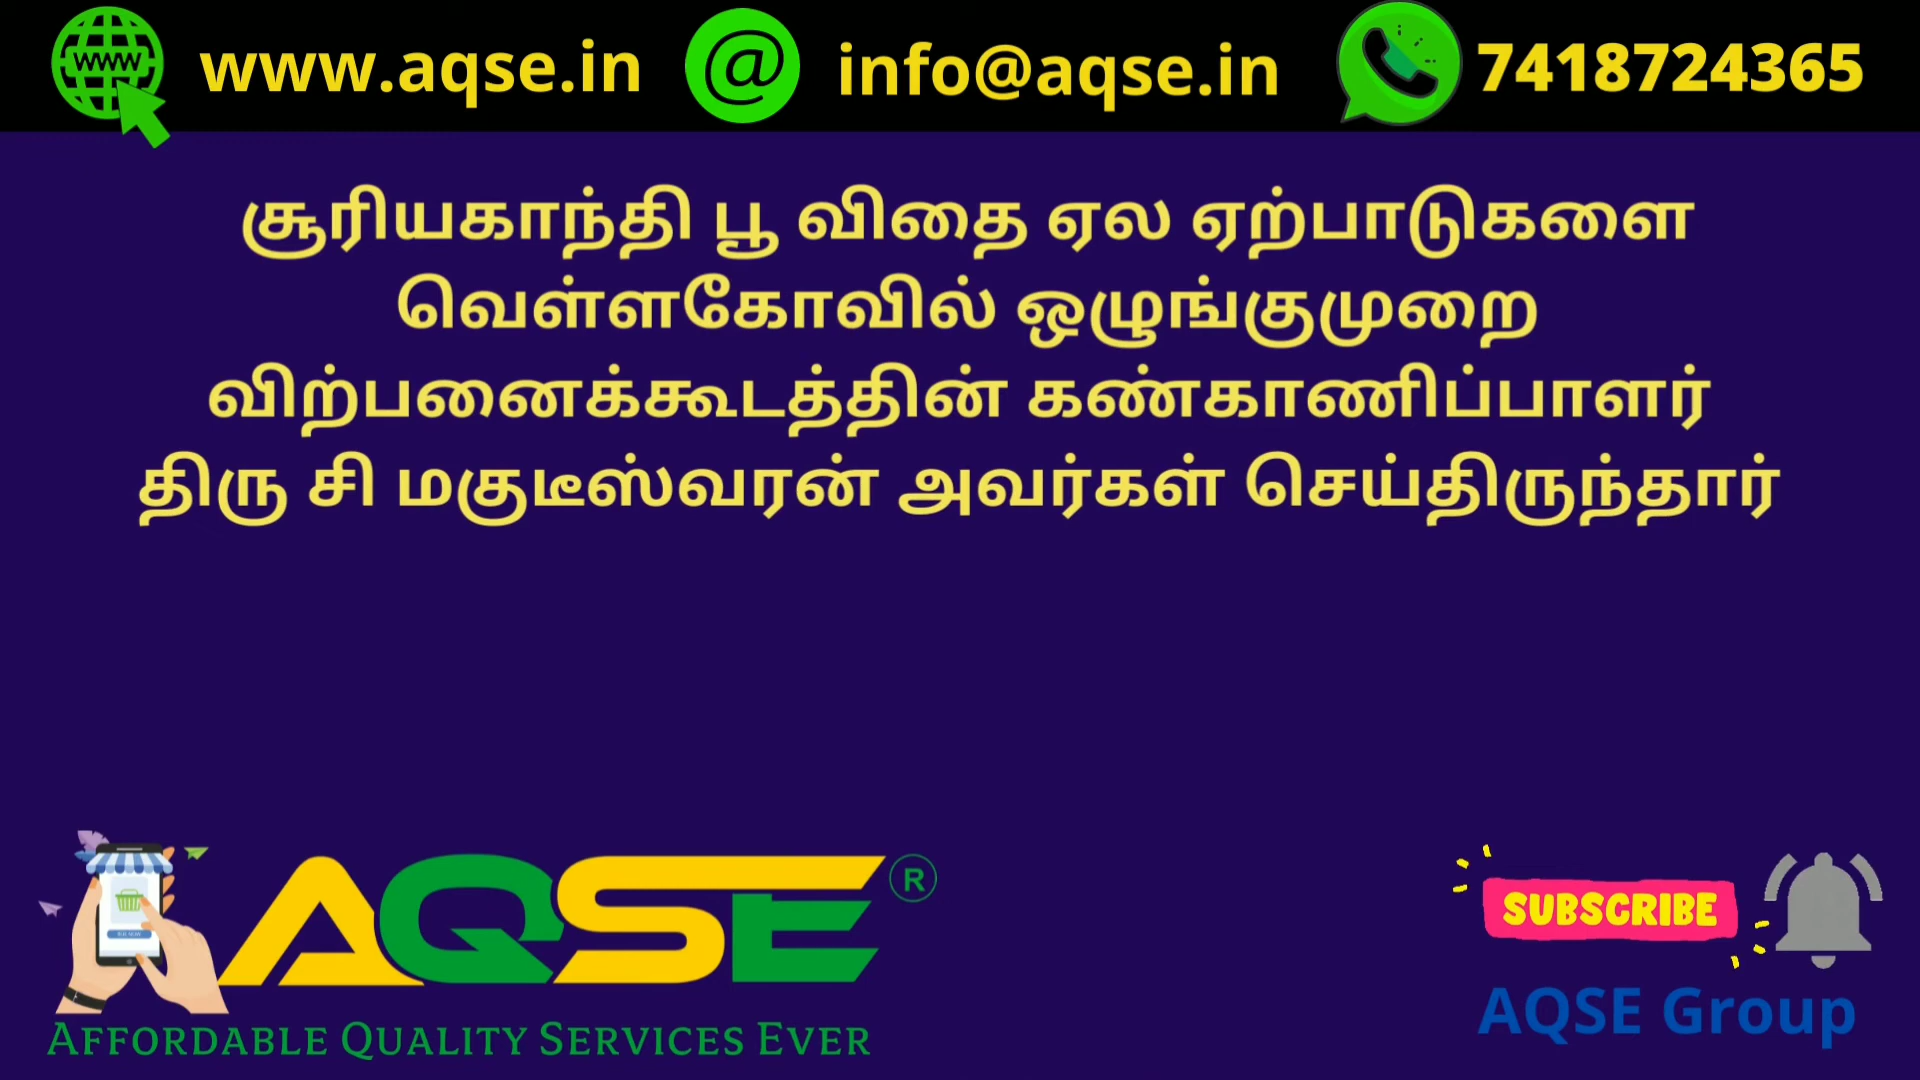 www.aqse.in
info@aqse.in
7418724365
சூரியகாந்தி பூ விதை ஏல ஏற்பாடுகளை
வெள்ளகோவில் ஒழுங்குமுறை
விற்பனைக்கூடத்தின் கண்காணிப்பாளர்
திரு சி மகுடீஸ்வரன் அவர்கள் செய்திருந்தார்
AQSE®
AFFORDABLE QUALITY SERVICES EVER
SUBSCRIBE
AQSE Group